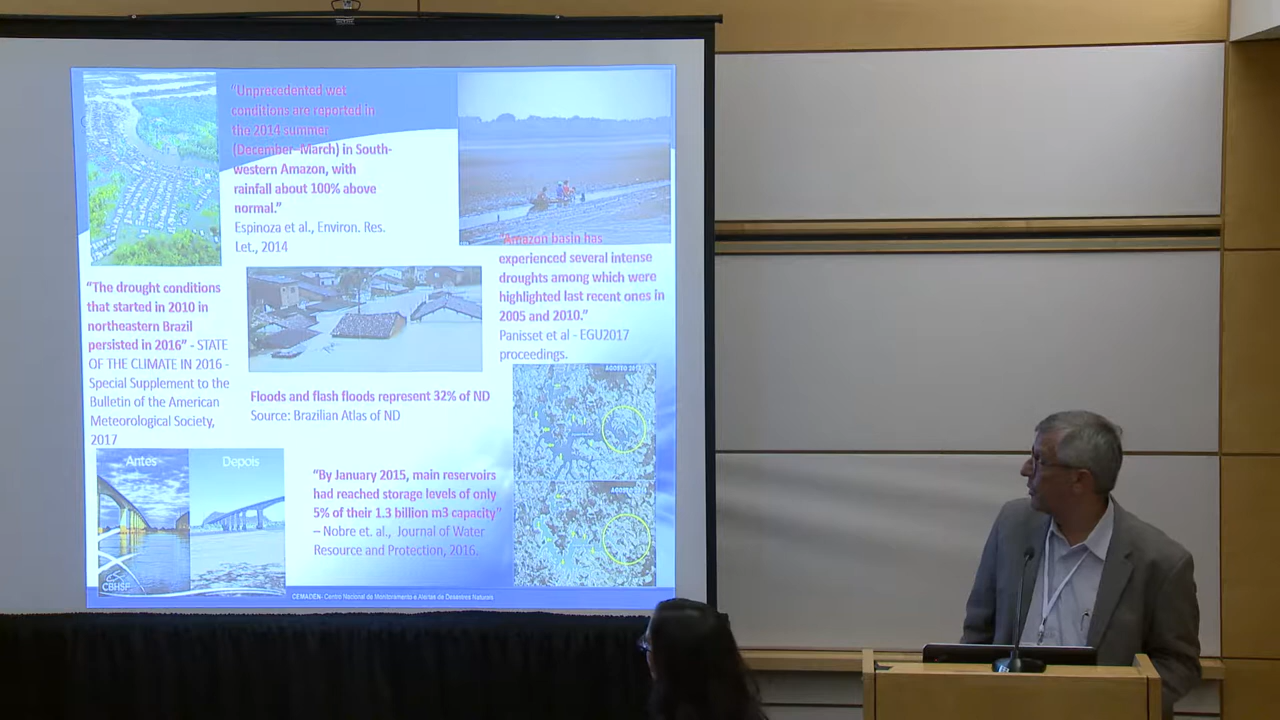 "Unprecedented wet
conditions are reported in
the 2014 summer
(December–March) in South-
western Amazon, with
rainfall about 100% above
normal."
Espinoza et al., Environ. Res.
Let., 2014
"Amazon basin has
experienced several intense
droughts among which were
highlighted last recent ones in
2005 and 2010."
Panisset et al - EGU2017
proceedings.
"The drought conditions
that started in 2010 in
northeastern Brazil
persisted in 2016" - STATE
OF THE CLIMATE IN 2016 -
Special Supplement to the
Bulletin of the American
Meteorological Society,
2017
Floods and flash floods represent 32% of ND
Source: Brazilian Atlas of ND
AGOSTO
AGOSTO
Antes
Depois
CBHSF
"By January 2015, main reservoirs
had reached storage levels of only
5% of their 1.3 billion m3 capacity"
– Nobre et. al., Journal of Water
Resource and Protection, 2016.
CEMADEN- Centro Nacional de Monitoramento e Alertas de Desastres Naturais